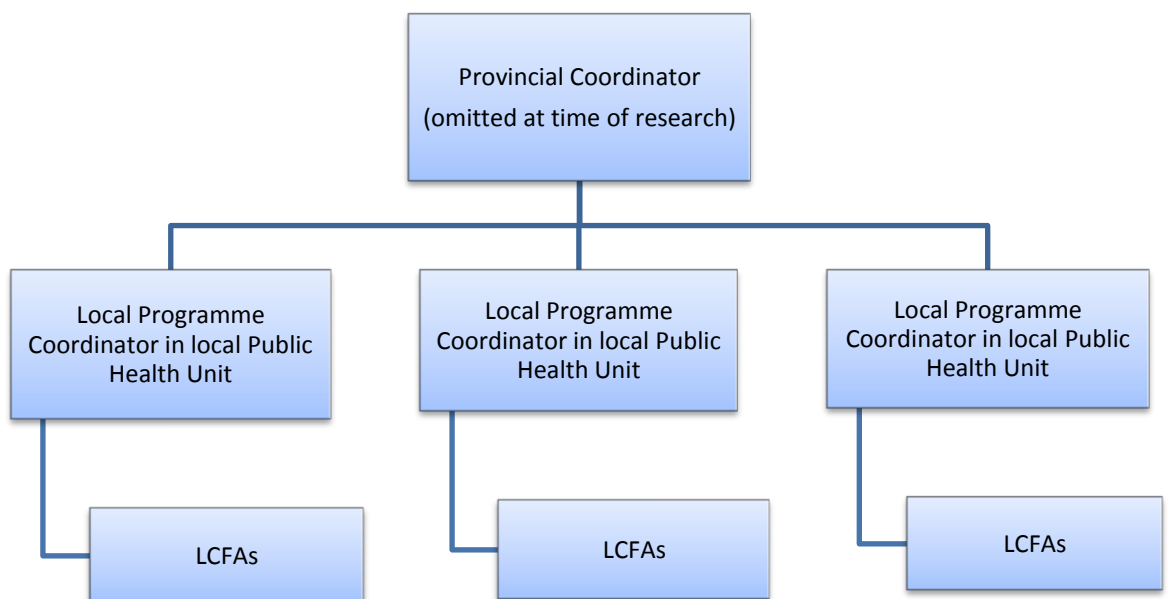 Provincial Coordinator
(omitted at time of research)
Local Programme
Coordinator in local Public
Health Unit
Local Programme
Coordinator in local Public
Health Unit
Local Programme
Coordinator in local Public
Health Unit
LCFAs
LCFAs
LCFAs